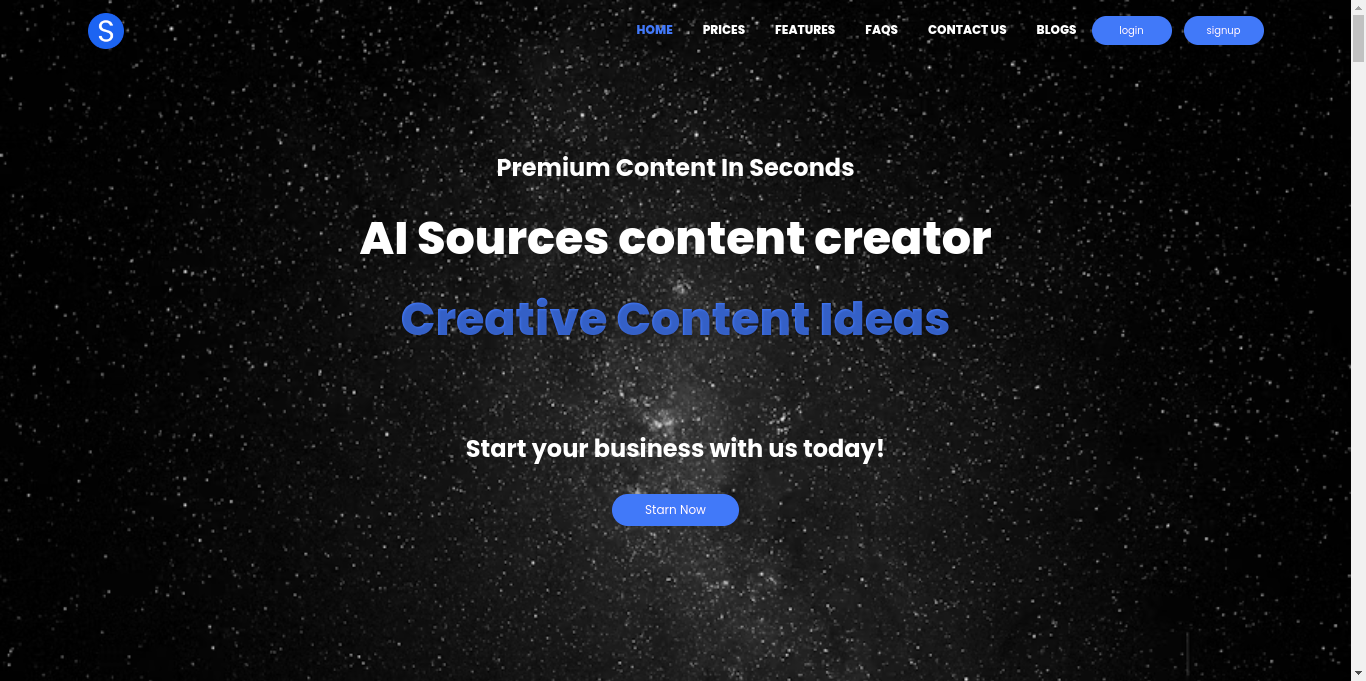 S
HOME PRICES FEATURES FAQS CONTACT US BLOGS login signup
Premium Content In Seconds
AI Sources content creator
Creative Content Ideas
Start your business with us today!
Starn Now